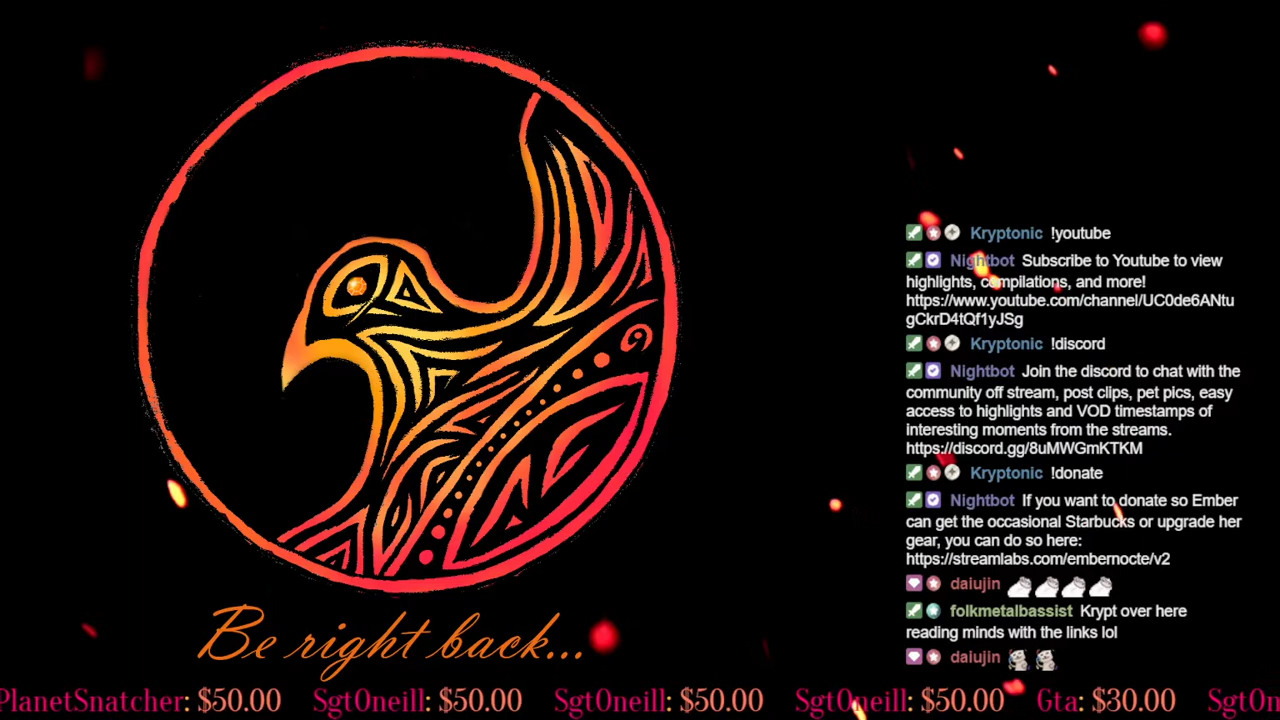 Kryptonic !youtube
Nightbot Subscribe to Youtube to view
highlights, compilations, and more!
https://www.youtube.com/channel/UC0de6ANtu
gCkrD4tQf1yJSg
Kryptonic !discord
Nightbot Join the discord to chat with the
community off stream, post clips, pet pics, easy
access to highlights and VOD timestamps of
interesting moments from the streams.
https://discord.gg/8uMWGmKTKM
Kryptonic !donate
Nightbot If you want to donate so Ember
can get the occasional Starbucks or upgrade her
gear, you can do so here:
https://streamlabs.com/embernocte/v2
daiujin
folkmetalbassist Krypt over here
reading minds with the links lol
daiujin
Be right back...
PlanetSnatcher: $50.00 SgtOneill: $50.00 SgtOneill: $50.00 SgtOneill: $50.00 Gta: $30.00 SgtOn